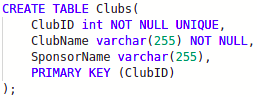 CREATE TABLE Clubs(
    ClubID int NOT NULL UNIQUE,
    ClubName varchar(255) NOT NULL,
    SponsorName varchar(255),
    PRIMARY KEY (ClubID)
);